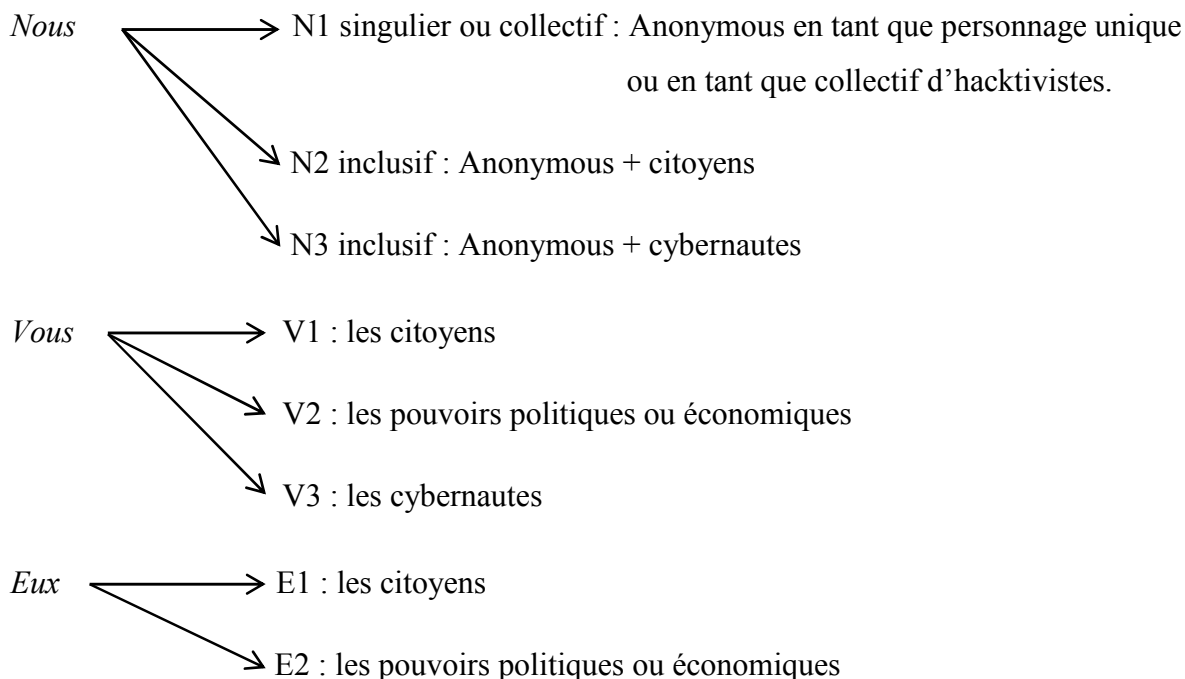 Nous N1 singulier ou collectif : Anonymous en tant que personnage unique
ou en tant que collectif d’hacktivistes.
N2 inclusif : Anonymous + citoyens
N3 inclusif : Anonymous + cybernautes
Vous V1 : les citoyens
V2 : les pouvoirs politiques ou économiques
V3 : les cybernautes
Eux E1 : les citoyens
E2 : les pouvoirs politiques ou économiques